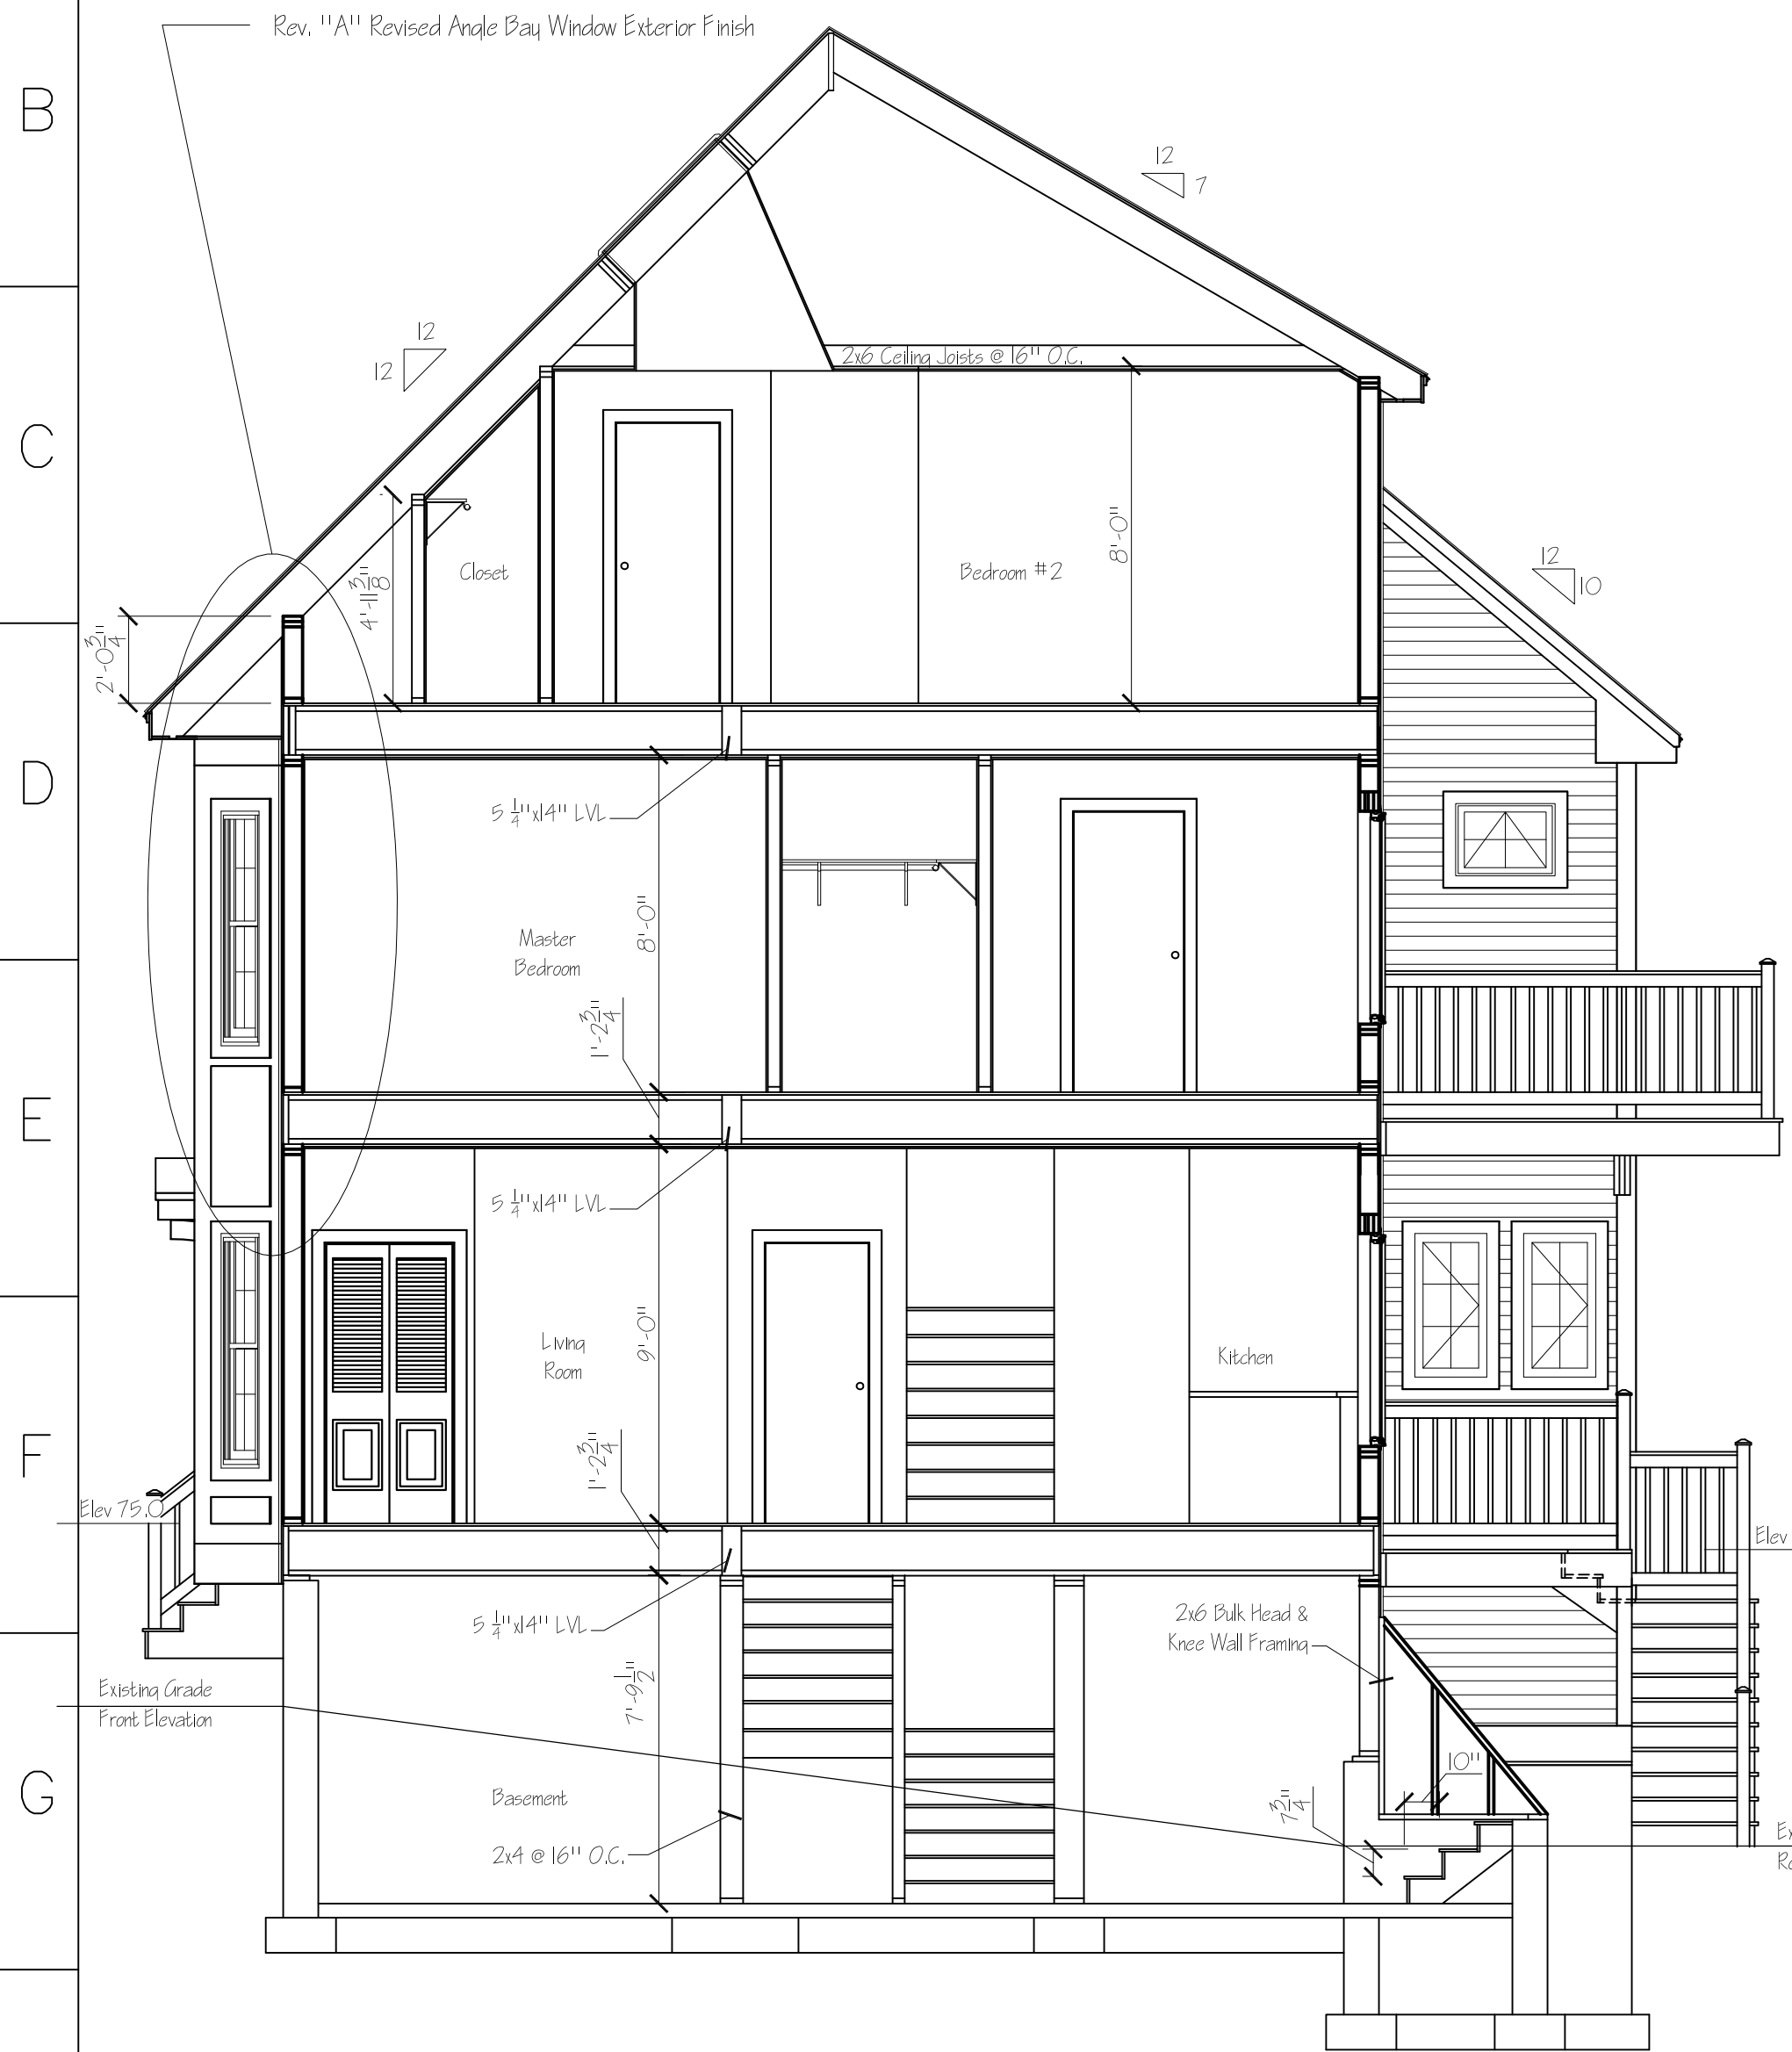 Rev. "A" Revised Angle Bay Window Exterior Finish
B
12
7
12
12
2x6 Ceiling Joists @ 16" O.C.
C
8'-0"
4'-11 3/8"
Closet
Bedroom #2
12
10
2'-0 3/4"
D
5 1/4"x14" LVL
8'-0"
Master
Bedroom
1'-2 3/4"
E
5 1/4"x14" LVL
9'-0"
Living
Room
Kitchen
F
1'-2 3/4"
Elev 75.0
Elev
5 1/4"x14" LVL
2x6 Bulk Head &
Knee Wall Framing
7'-9 1/2"
Existing Grade
Front Elevation
10"
G
Basement
7 3/4"
2x4 @ 16" O.C.